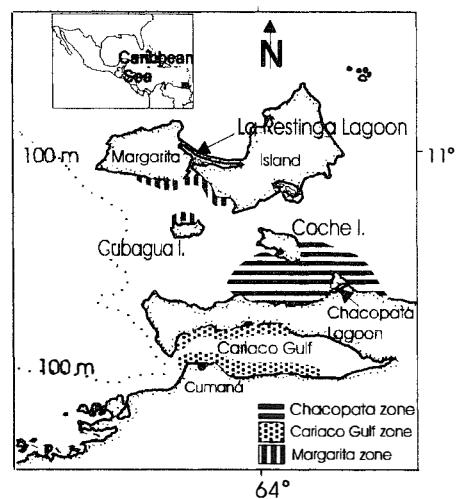 Caribbean
Sea
N
La Restinga Lagoon
100 m
Margarita
Island
11°
Cubagua I.
Coche I.
Chacopata
Lagoon
Cariaco Gulf
100 m
Cumaná
Chacopata zone
Cariaco Gulf zone
Margarita zone
64°